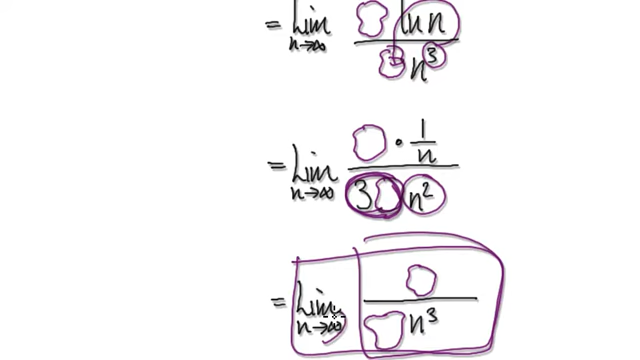 = lim n→∞ ln n / n³
= lim n→∞ · 1/n / 3 n²
= lim n→∞ / n³